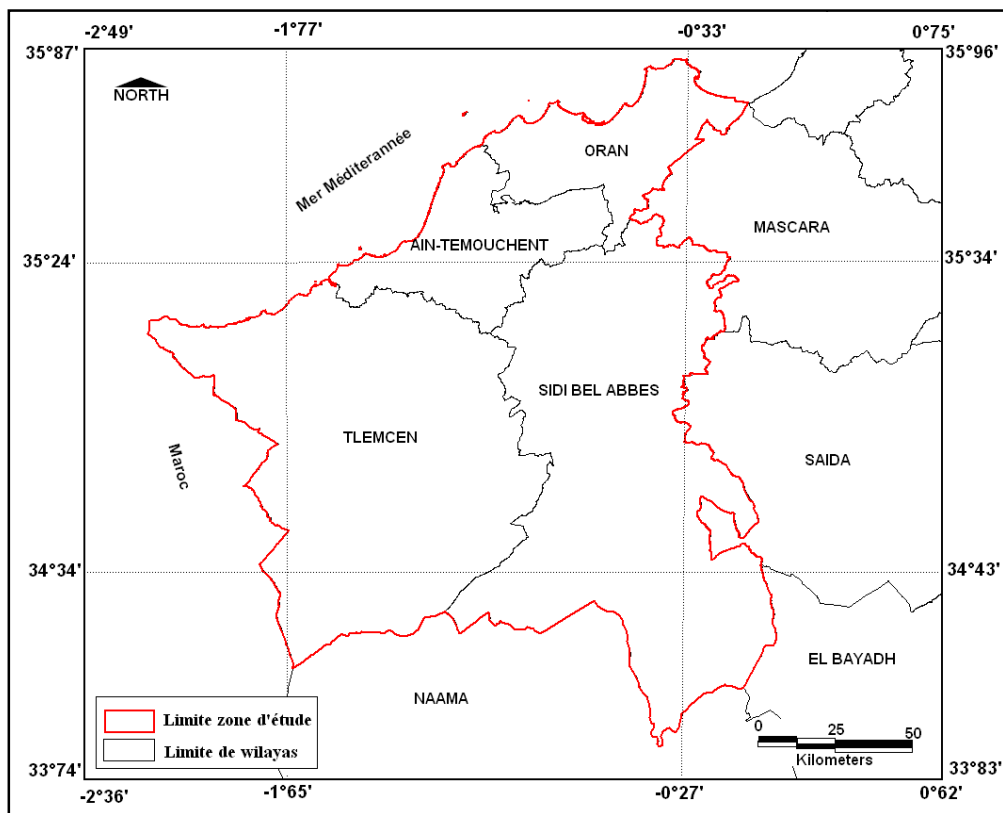 -2°49' -1°77' -0°33' 0°75'
35°87' 35°96'
NORTH
Mer Méditerannée
ORAN
MASCARA
AIN-TEMOUCHENT
35°24' 35°34'
SIDI BEL ABBES
TLEMCEN
Maroc
SAIDA
34°34' 34°43'
EL BAYADH
NAAMA
Limite zone d'étude
Limite de wilayas
0 25 50
Kilometers
33°74' 33°83'
-2°36' -1°65' -0°27' 0°62'